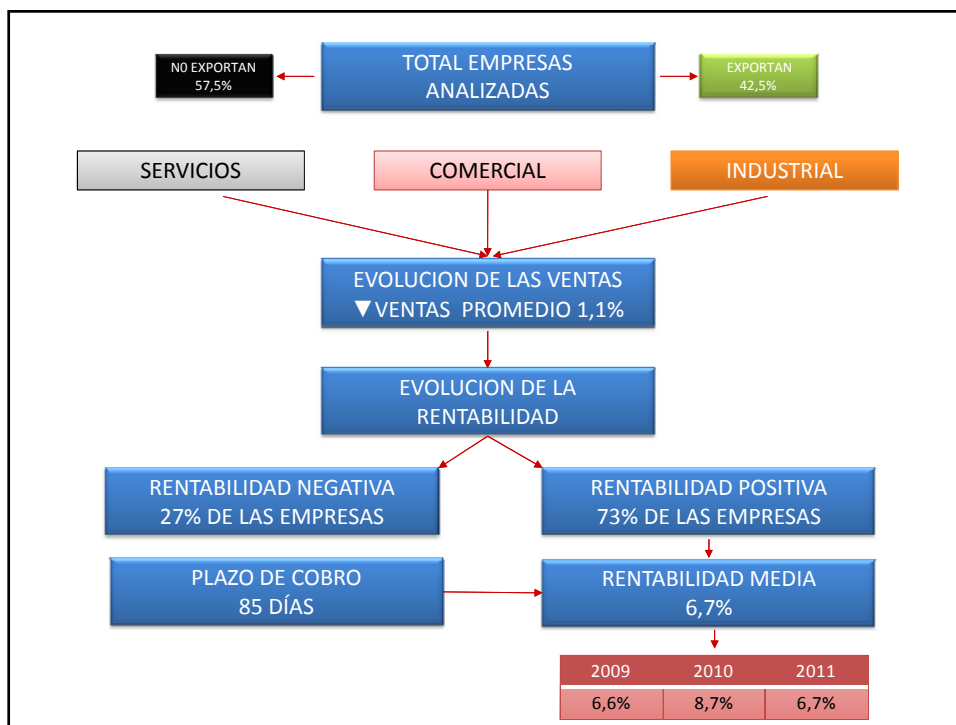 TOTAL EMPRESAS
ANALIZADAS
N0 EXPORTAN
57,5%
EXPORTAN
42,5%
SERVICIOS
COMERCIAL
INDUSTRIAL
EVOLUCION DE LAS VENTAS
▼VENTAS PROMEDIO 1,1%
EVOLUCION DE LA
RENTABILIDAD
RENTABILIDAD NEGATIVA
27% DE LAS EMPRESAS
RENTABILIDAD POSITIVA
73% DE LAS EMPRESAS
PLAZO DE COBRO
85 DÍAS
RENTABILIDAD MEDIA
6,7%
2009 2010 2011
6,6% 8,7% 6,7%